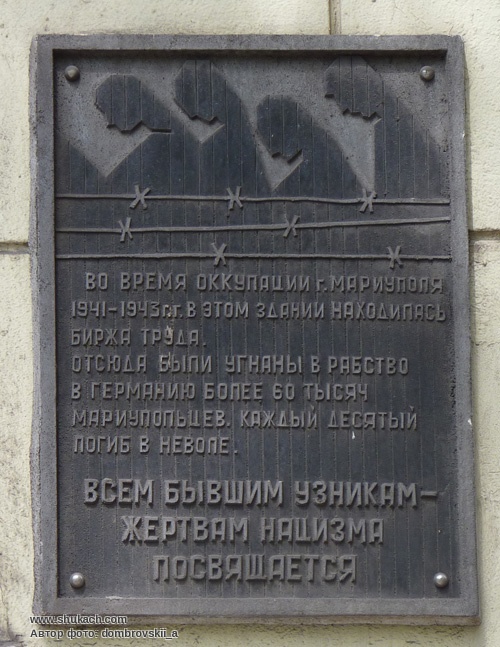 ВО ВРЕМЯ ОККУПАЦИИ г. МАРИУПОЛЯ
1941-1943г.г. В ЭТОМ ЗДАНИИ НАХОДИЛАСЬ
БИРЖА ТРУДА.
ОТСЮДА БЫЛИ УГНАНЫ В РАБСТВО
В ГЕРМАНИЮ БОЛЕЕ 60 ТЫСЯЧ
МАРИУПОЛЬЦЕВ. КАЖДЫЙ ДЕСЯТЫЙ
ПОГИБ В НЕВОЛЕ.
ВСЕМ БЫВШИМ УЗНИКАМ-
ЖЕРТВАМ НАЦИЗМА
ПОСВЯЩАЕТСЯ
www.shukach.com
Автор фото: dombrovskii_a